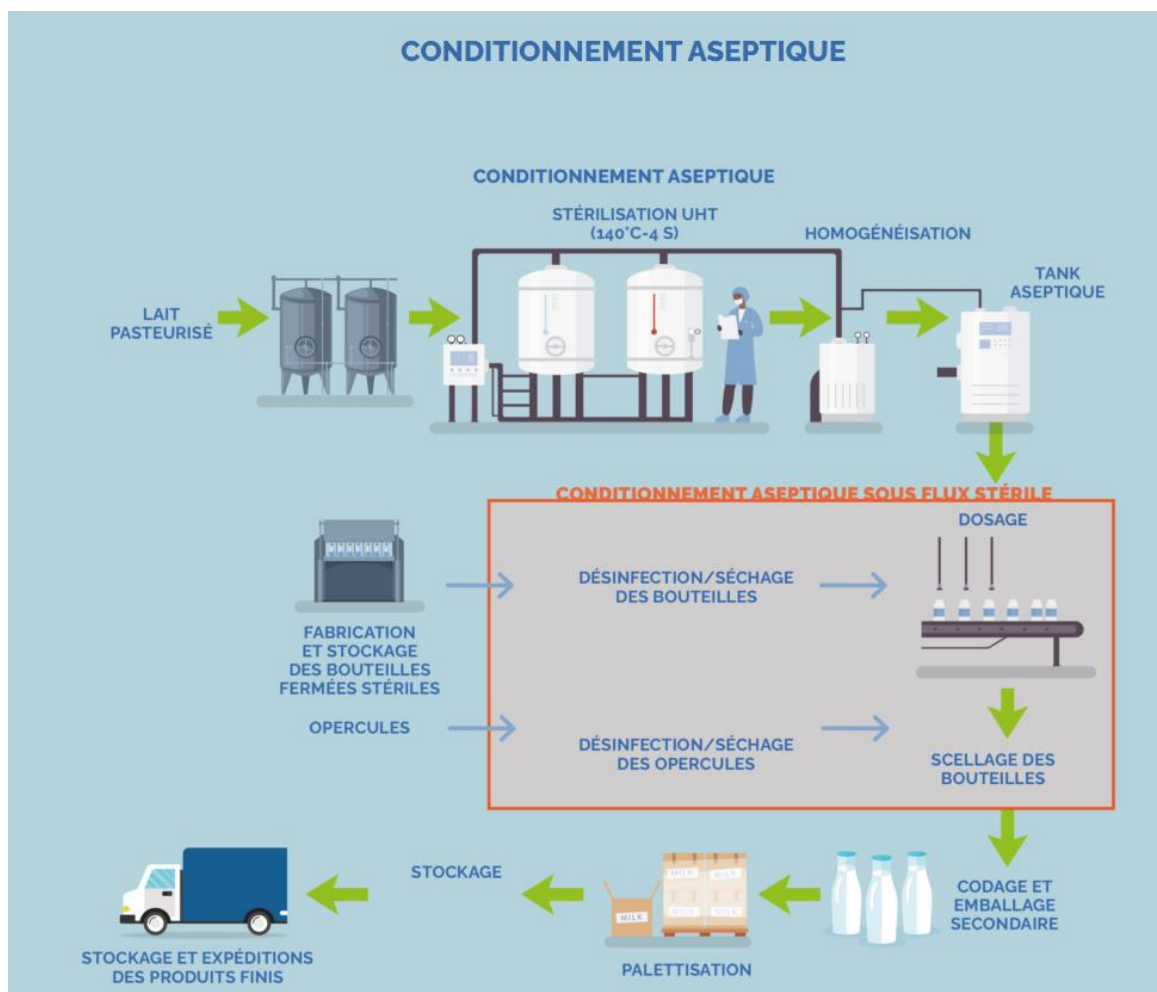 CONDITIONNEMENT ASEPTIQUE
CONDITIONNEMENT ASEPTIQUE
STÉRILISATION UHT
(140°C-4 S)
HOMOGÉNÉISATION
TANK
ASEPTIQUE
LAIT
PASTEURISÉ
CONDITIONNEMENT ASEPTIQUE SOUS FLUX STÉRILE
DOSAGE
DÉSINFECTION/SÉCHAGE
DES BOUTEILLES
FABRICATION
ET STOCKAGE
DES BOUTEILLES
FERMÉES STÉRILES
OPERCULES
DÉSINFECTION/SÉCHAGE
DES OPERCULES
SCELLAGE DES
BOUTEILLES
STOCKAGE
MILK
MILK
MILK
MILK
MILK
CODAGE ET
EMBALLAGE
SECONDAIRE
PALETTISATION
STOCKAGE ET EXPÉDITIONS
DES PRODUITS FINIS